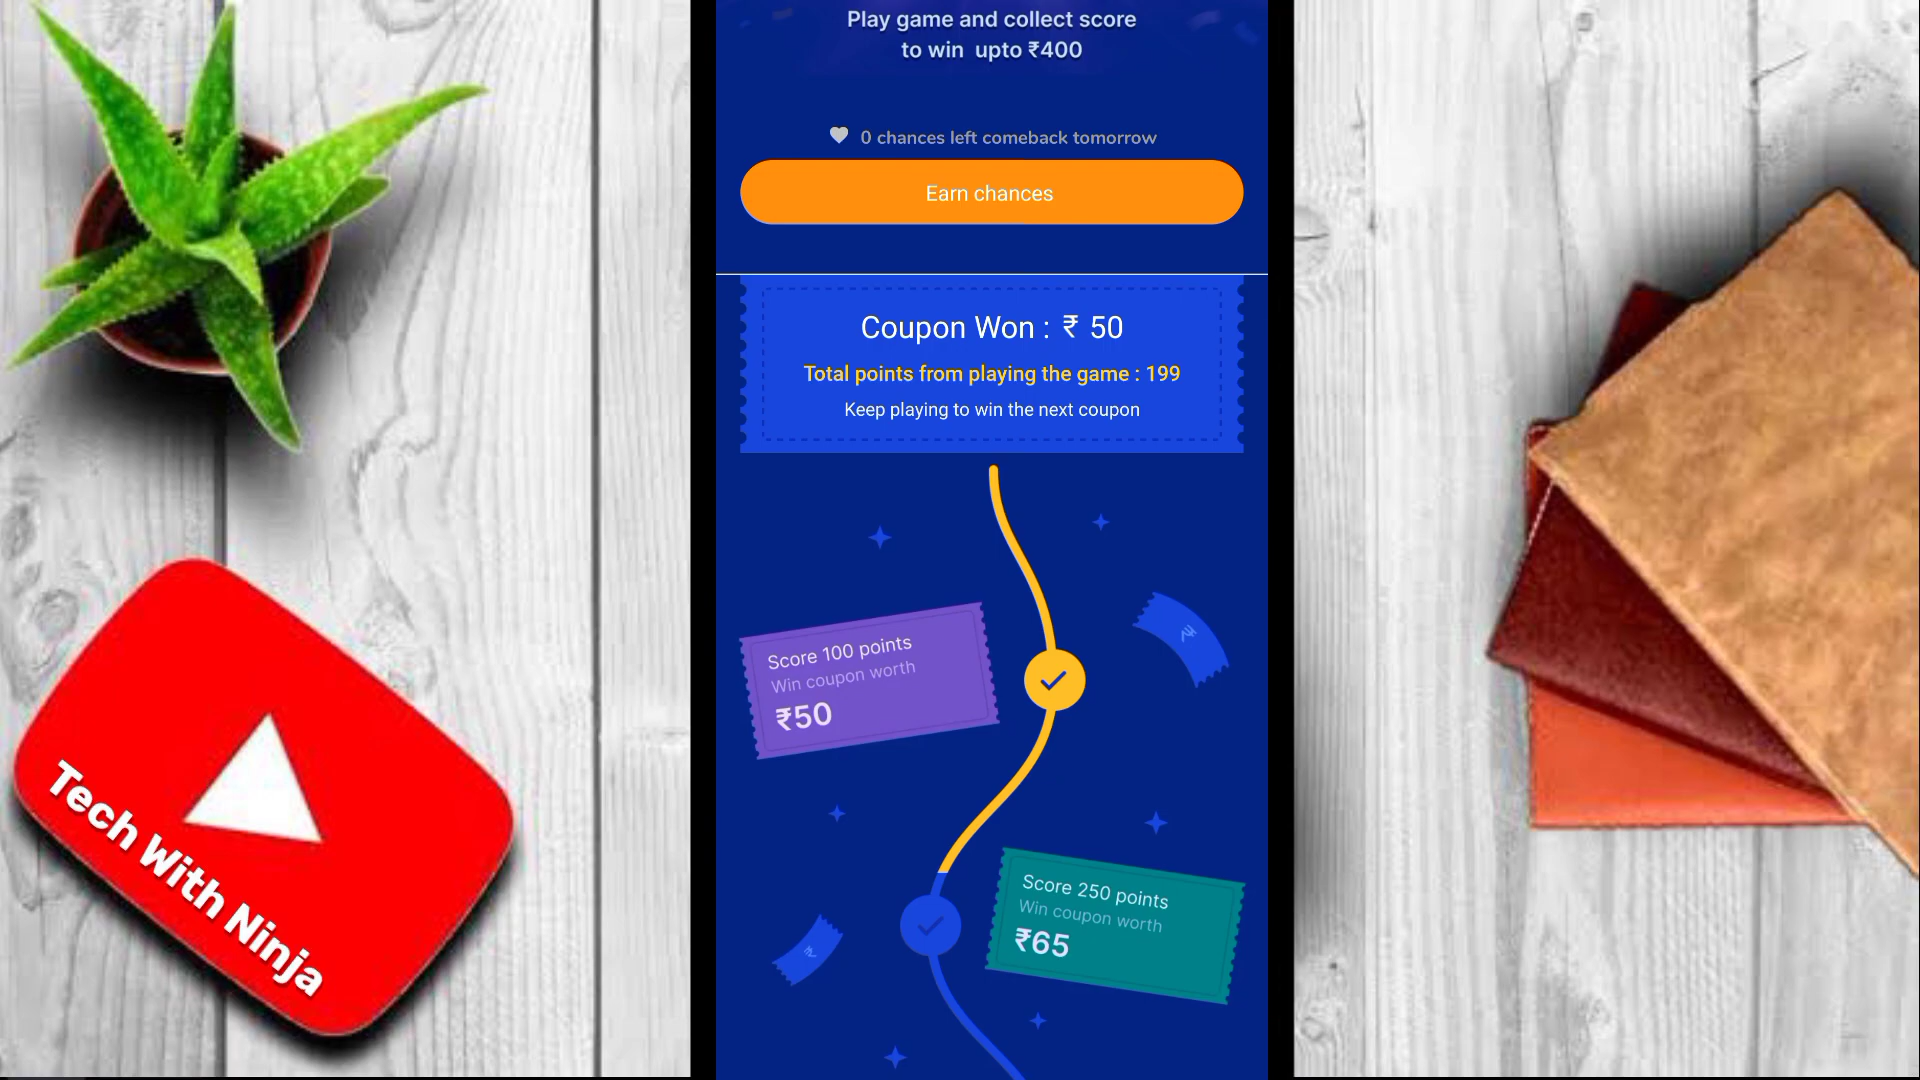 Play game and collect score
to win upto ₹400
0 chances left comeback tomorrow
Earn chances
Coupon Won : ₹ 50
Total points from playing the game : 199
Keep playing to win the next coupon
Score 100 points
Win coupon worth
₹50
Score 250 points
Win coupon worth
₹65
Tech With Ninja